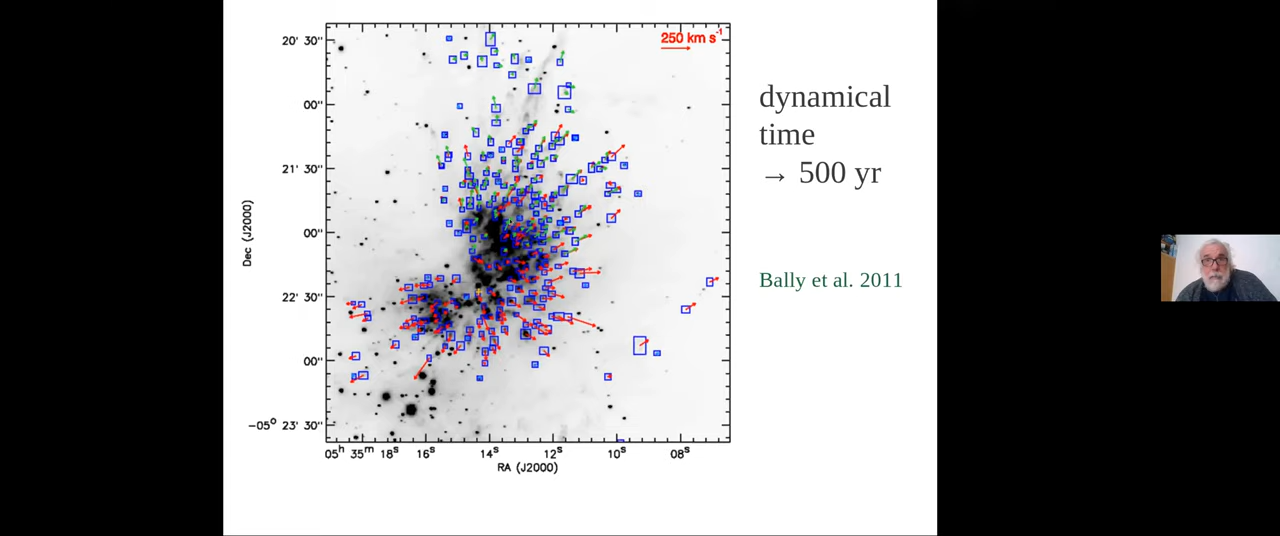 250 km s-1
dynamical
time
→ 500 yr
Bally et al. 2011
Dec (J2000)
20' 30"
00"
21' 30"
00"
22' 30"
00"
−05° 23' 30"
05h 35m 18s 16s 14s 12s 10s 08s
RA (J2000)